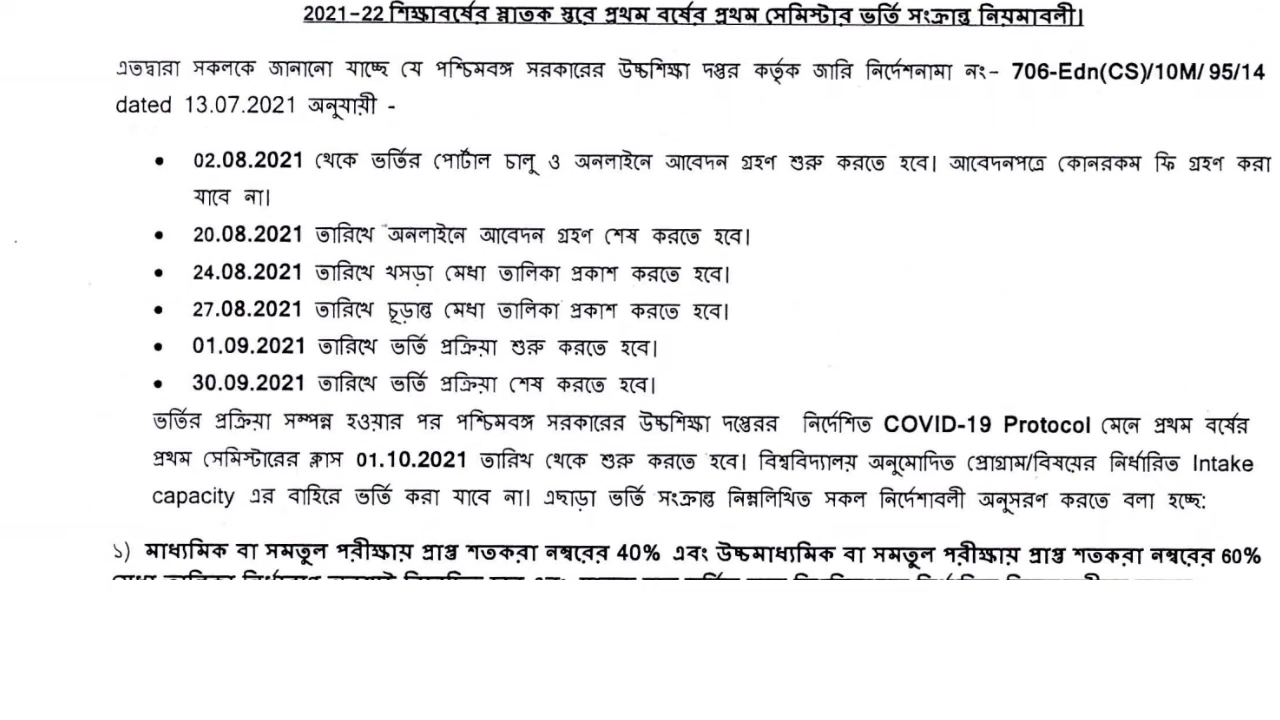 2021-22 শিক্ষাবর্ষের স্নাতক স্তরে প্রথম বর্ষের প্রথম সেমিস্টার ভর্তি সংক্রান্ত নিয়মাবলী।
এতদ্বারা সকলকে জানানো যাচ্ছে যে পশ্চিমবঙ্গ সরকারের উচ্চশিক্ষা দপ্তর কর্তৃক জারি নির্দেশনামা নং- 706-Edn(CS)/10M/ 95/14
dated 13.07.2021 অনুযায়ী -
• 02.08.2021 থেকে ভর্তির পোর্টাল চালু ও অনলাইনে আবেদন গ্রহণ শুরু করতে হবে। আবেদনপত্রে কোনরকম ফি গ্রহণ করা
যাবে না।
• 20.08.2021 তারিখে অনলাইনে আবেদন গ্রহণ শেষ করতে হবে।
• 24.08.2021 তারিখে খসড়া মেধা তালিকা প্রকাশ করতে হবে।
• 27.08.2021 তারিখে চূড়ান্ত মেধা তালিকা প্রকাশ করতে হবে।
• 01.09.2021 তারিখে ভর্তি প্রক্রিয়া শুরু করতে হবে।
• 30.09.2021 তারিখে ভর্তি প্রক্রিয়া শেষ করতে হবে।
ভর্তির প্রক্রিয়া সম্পন্ন হওয়ার পর পশ্চিমবঙ্গ সরকারের উচ্চশিক্ষা দপ্তেরর নির্দেশিত COVID-19 Protocol মেনে প্রথম বর্ষের
প্রথম সেমিস্টারের ক্লাস 01.10.2021 তারিখ থেকে শুরু করতে হবে। বিশ্ববিদ্যালয় অনুমোদিত প্রোগ্রাম/বিষয়ের নির্ধারিত Intake
capacity এর বাহিরে ভর্তি করা যাবে না। এছাড়া ভর্তি সংক্রান্ত নিম্নলিখিত সকল নির্দেশাবলী অনুসরণ করতে বলা হচ্ছে:
১) মাধ্যমিক বা সমতুল পরীক্ষায় প্রাপ্ত শতকরা নম্বরের 40% এবং উচ্চমাধ্যমিক বা সমতুল পরীক্ষায় প্রাপ্ত শতকরা নম্বরের 60%